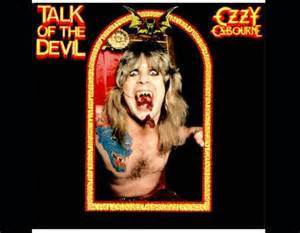 TALK
OF THE
DEVIL
OZZY
OSBOURNE